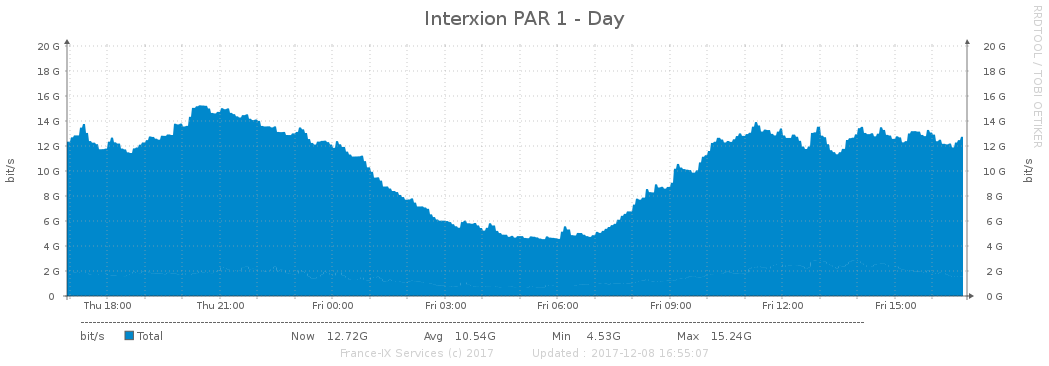 Interxion PAR 1 - Day
RRDTOOL / TOBI OETIKER
bit/s
bit/s
20 G 20 G
18 G 18 G
16 G 16 G
14 G 14 G
12 G 12 G
10 G 10 G
8 G 8 G
6 G 6 G
4 G 4 G
2 G 2 G
0 0 G
Thu 18:00 Thu 21:00 Fri 00:00 Fri 03:00 Fri 06:00 Fri 09:00 Fri 12:00 Fri 15:00
bit/s Total Now 12.72G Avg 10.54G Min 4.53G Max 15.24G
France-IX Services (c) 2017 Updated : 2017-12-08 16:55:07